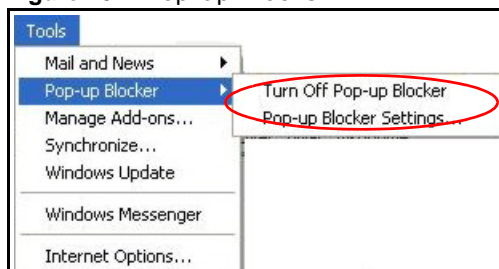 Tools
Mail and News
Pop-up Blocker
Turn Off Pop-up Blocker
Manage Add-ons...
Pop-up Blocker Settings...
Synchronize...
Windows Update
Windows Messenger
Internet Options...